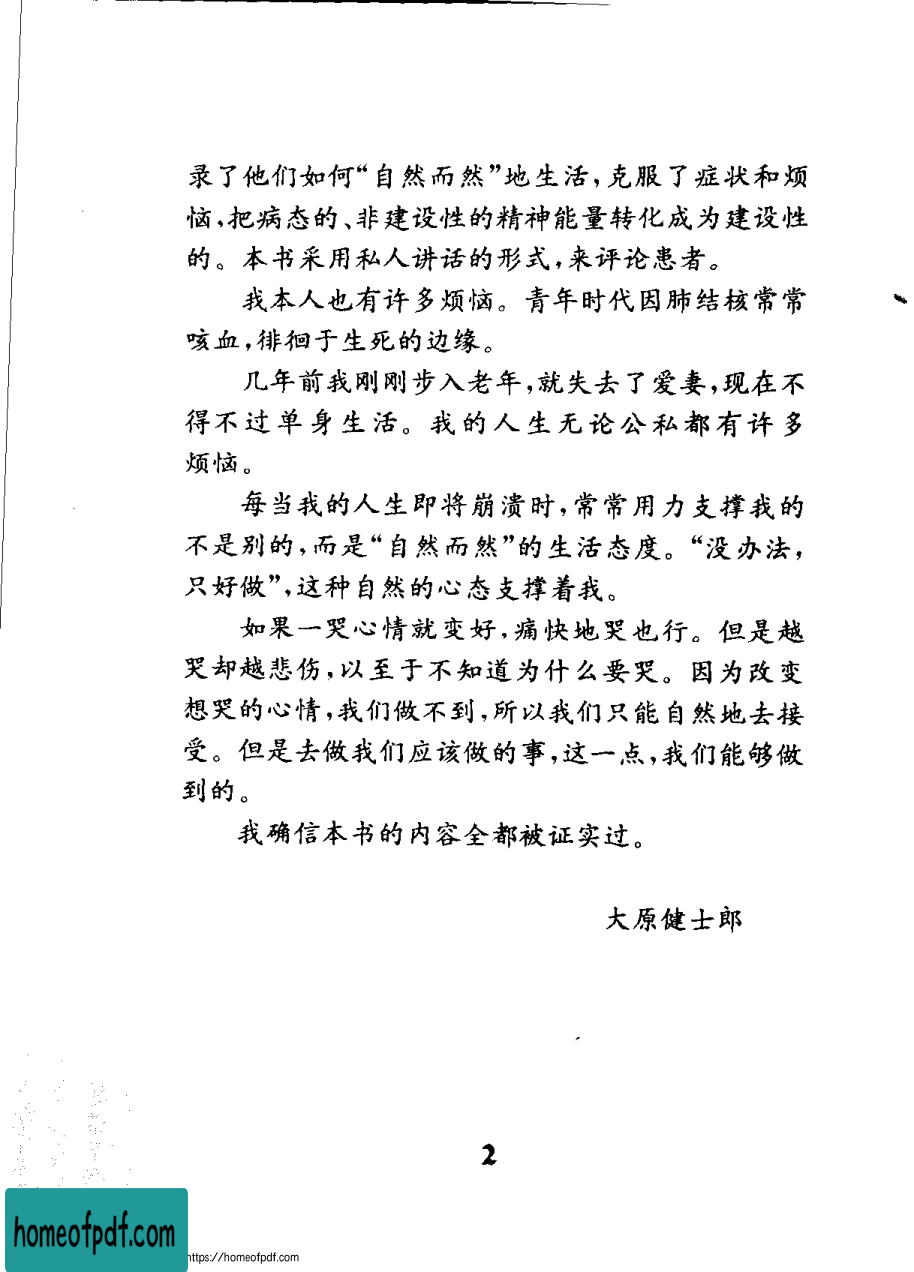 录了他们如何“自然而然”地生活,克服了症状和烦
恼,把病态的、非建设性的精神能量转化成为建设性
的。本书采用私人讲话的形式,来评论患者。
我本人也有许多烦恼。青年时代因肺结核常常
咳血,徘徊于生死的边缘。
几年前我刚刚步入老年,就失去了爱妻,现在不
得不过单身生活。我的人生无论公私都有许多
烦恼。
每当我的人生即将崩溃时,常常用力支撑我的
不是别的,而是“自然而然”的生活态度。“没办法,
只好做”,这种自然的心态支撑着我。
如果一哭心情就变好,痛快地哭也行。但是越
哭却越悲伤,以至于不知道为什么要哭。因为改变
想哭的心情,我们做不到,所以我们只能自然地去接
受。但是去做我们应该做的事,这一点,我们能够做
到的。
我确信本书的内容全都被证实过。
大原健士郎
2
homeofpdf.com
https://homeofpdf.com